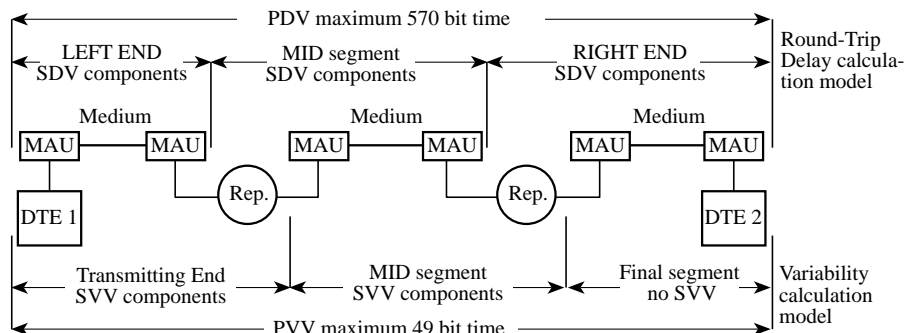 PDV maximum 570 bit time
LEFT END
SDV components
MID segment
SDV components
RIGHT END
SDV components
Round-Trip
Delay calcula-
tion model
Medium
Medium
Medium
MAU
MAU
MAU
MAU
MAU
MAU
Rep.
Rep.
DTE 1
DTE 2
Transmitting End
SVV components
MID segment
SVV components
Final segment
no SVV
Variability
calculation
model
PVV maximum 49 bit time